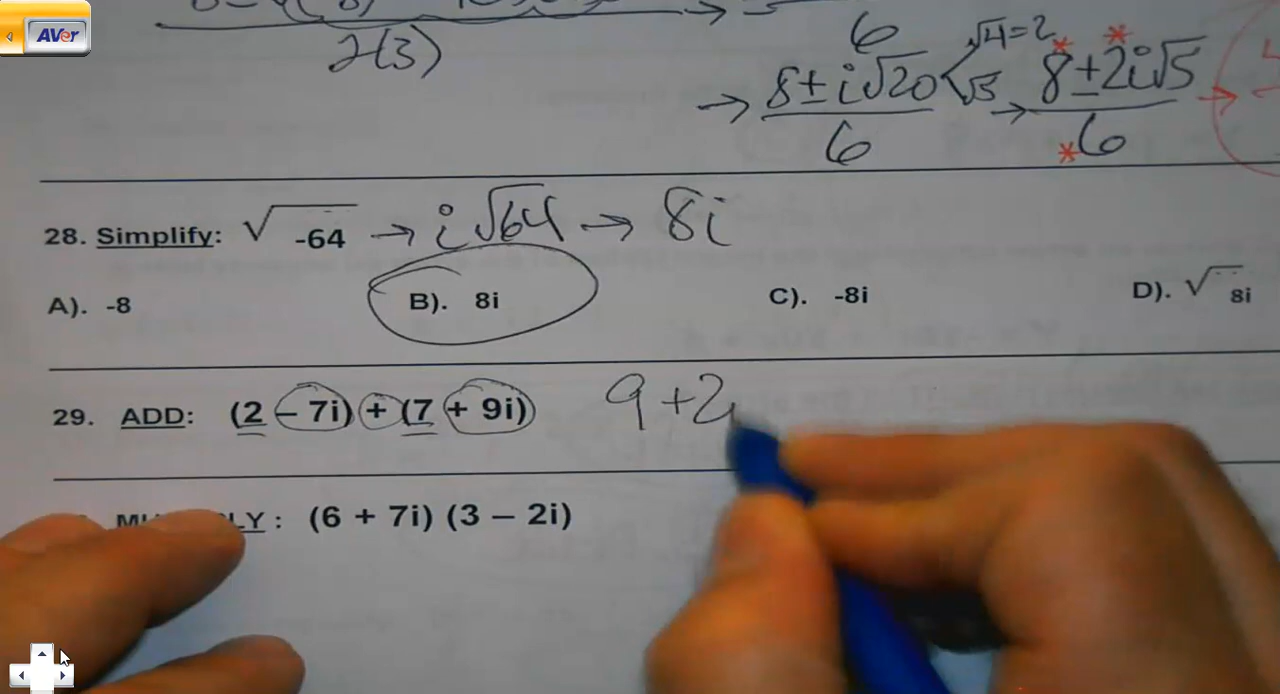 AVer
2(3)
6
√4=2
→ 8±i√20 √5 → 8±2i√5 →
6 *6
28. Simplify: √-64 → i√64 → 8i
A). -8 B). 8i C). -8i D). √8i
29. ADD: (2 – 7i) + (7 + 9i) 9+2
LY: (6 + 7i) (3 – 2i)